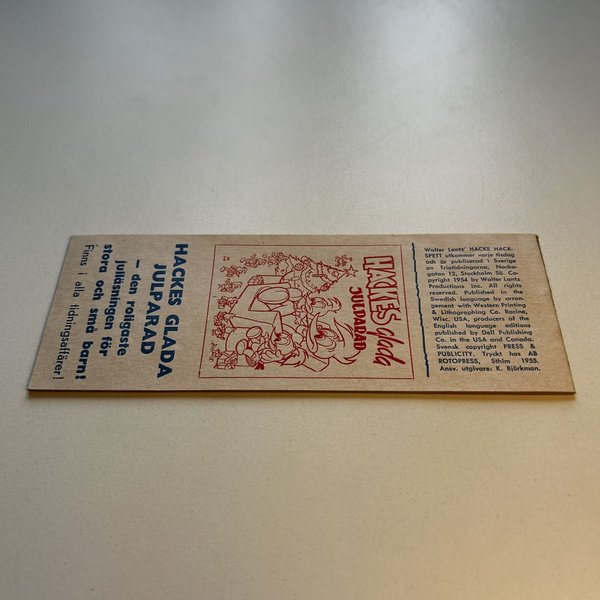 HACKES GLADA
JULPARAD
— den roligaste
julläsningen för
stora och små barn!
Finns i alla tidningsaffärer!
HACKES glada
JULPARAD
Walter Lantz' HACKE HACK-
SPETT utkommer varje tisdag
och är publicerad i Sverige
av Triotidningarna, Nacka-
gatan 12, Stockholm Sö. Co-
pyright 1954 by Walter Lantz
Productions Inc. All rights
reserved. Published in the
Swedish language by arran-
gement with Western Printing
& Lithographing Co. Racine,
Wisc. USA, producers of the
English language editions
published by Dell Publishing
Co. in the USA and Canada.
Svensk copyright PRESS &
PUBLICITY. Tryckt hos AB
ROTOPRESS, Sthlm 1955.
Ansv. utgivare: K. Björkman.